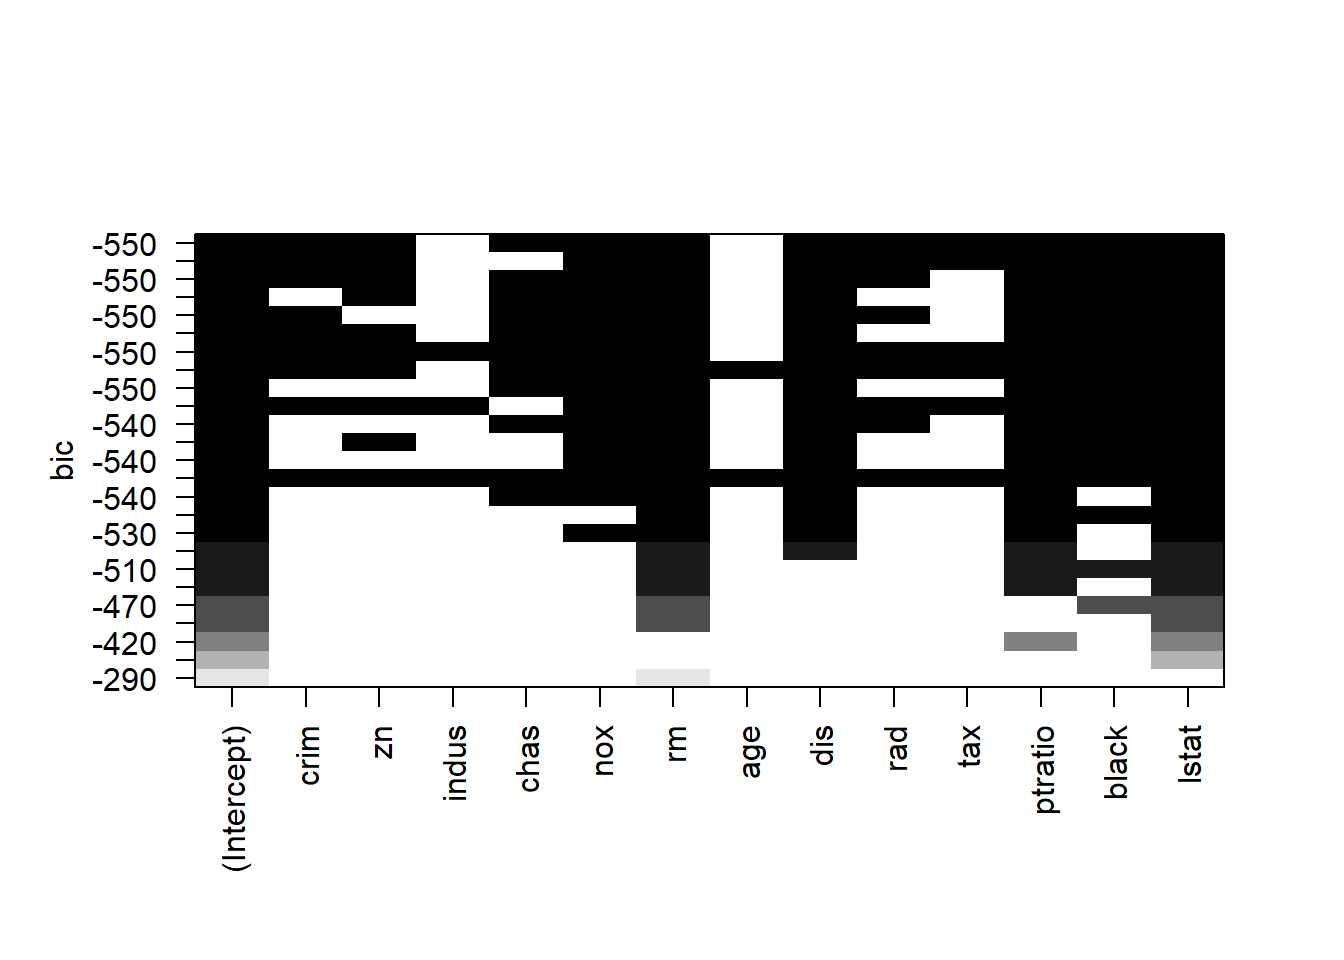 -550
-550
-550
-550
-550
-540
-540
-540
-530
-510
-470
-420
-290
bic
(Intercept)
crim
zn
indus
chas
nox
rm
age
dis
rad
tax
ptratio
black
lstat